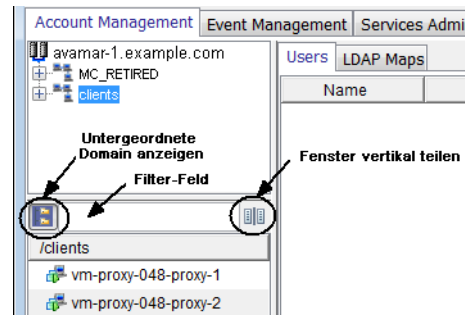 Account Management Event Management Services Admi
avamar-1.example.com
MC_RETIRED
clients
Users LDAP Maps
Name
Untergeordnete
Domain anzeigen
Filter-Feld
Fenster vertikal teilen
/clients
vm-proxy-048-proxy-1
vm-proxy-048-proxy-2